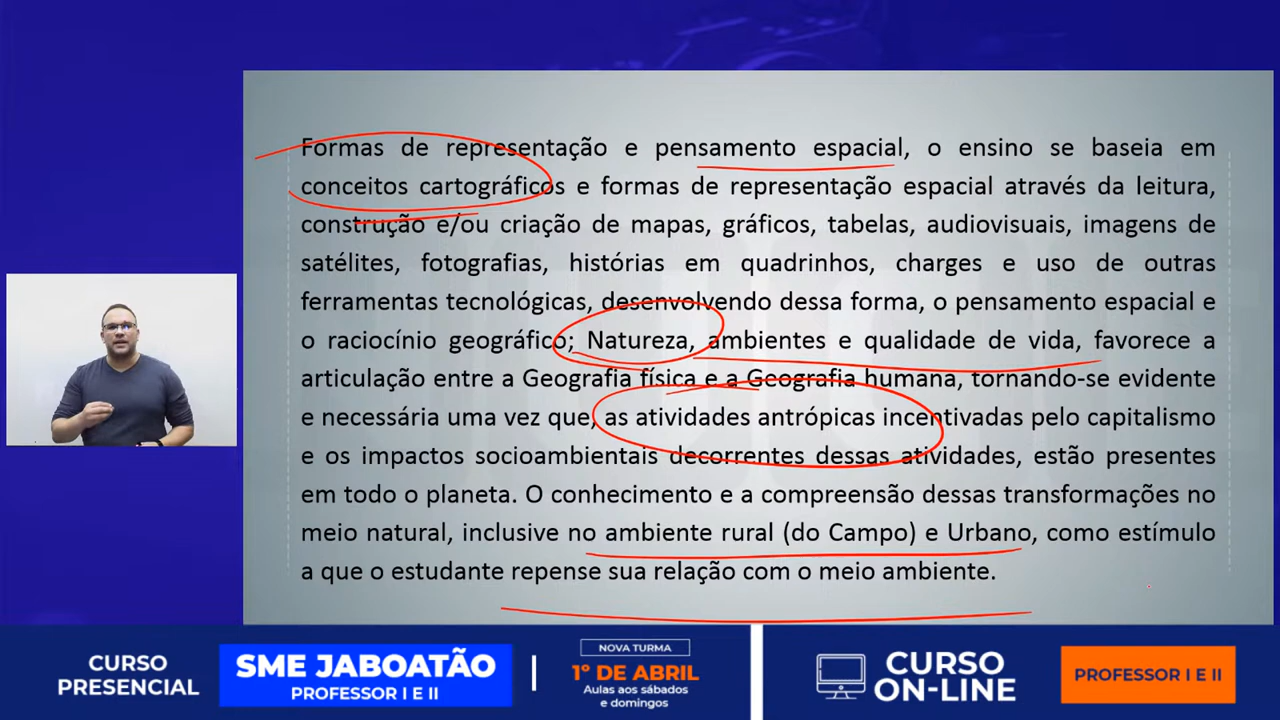 Formas de representação e pensamento espacial, o ensino se baseia em
conceitos cartográficos e formas de representação espacial através da leitura,
construção e/ou criação de mapas, gráficos, tabelas, audiovisuais, imagens de
satélites, fotografias, histórias em quadrinhos, charges e uso de outras
ferramentas tecnológicas, desenvolvendo dessa forma, o pensamento espacial e
o raciocínio geográfico; Natureza, ambientes e qualidade de vida, favorece a
articulação entre a Geografia física e a Geografia humana, tornando-se evidente
e necessária uma vez que, as atividades antrópicas incentivadas pelo capitalismo
e os impactos socioambientais decorrentes dessas atividades, estão presentes
em todo o planeta. O conhecimento e a compreensão dessas transformações no
meio natural, inclusive no ambiente rural (do Campo) e Urbano, como estímulo
a que o estudante repense sua relação com o meio ambiente.
CURSO
PRESENCIAL
SME JABOATÃO
PROFESSOR I E II
NOVA TURMA
1º DE ABRIL
Aulas aos sábados
e domingos
CURSO
ON-LINE
PROFESSOR I E II